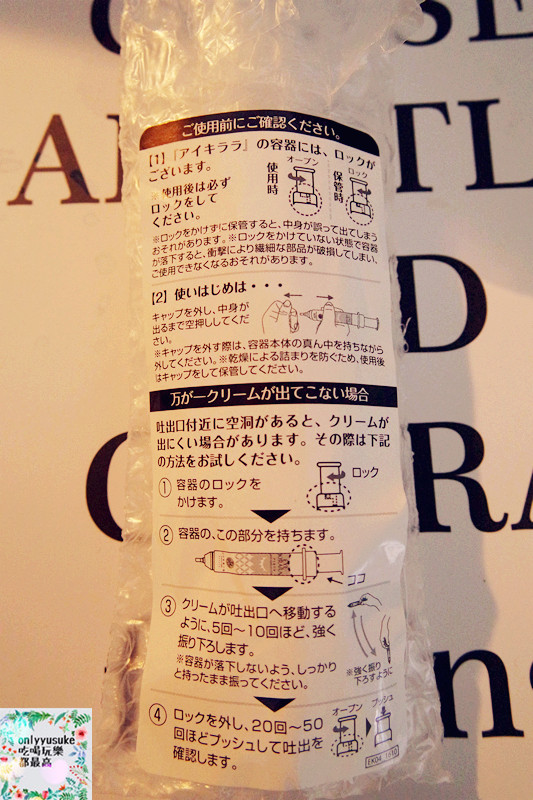 ご使用前にご確認ください。
【1】『アイキララ』の容器には、ロックが
ございます。
使用後は必ず
ロックをして
ください。
使用時
オープン
保管時
ロック
※ロックをかけずに保管すると、中身が誤って出てしまう
おそれがあります。※ロックをかけていない状態で容器
が落下すると、衝撃により繊細な部品が破損してしまい、
ご使用できなくなるおそれがあります。
【2】使いはじめは・・・
キャップを外し、中身が
出るまで空押ししてくだ
さい。
※キャップを外す際は、容器本体の真ん中を持ちながら
外してください。※乾燥による詰まりを防ぐため、使用後
はキャップをして保管してください。
万が一クリームが出てこない場合
吐出口付近に空洞があると、クリームが
出にくい場合があります。その際は下記
の方法をお試しください。
① 容器のロックを
かけます。
ロック
② 容器の、この部分を持ちます。
ココ
③ クリームが吐出口へ移動する
ように、5回〜10回ほど、強く
振り下ろします。
※容器が落下しないよう、しっかり
と持ったまま振ってください。
※強く振り
下ろすように
④ ロックを外し、20回〜50
回ほどプッシュして吐出を
確認します。
オープン
プッシュ
onlyyusuke
吃喝玩樂
都最高